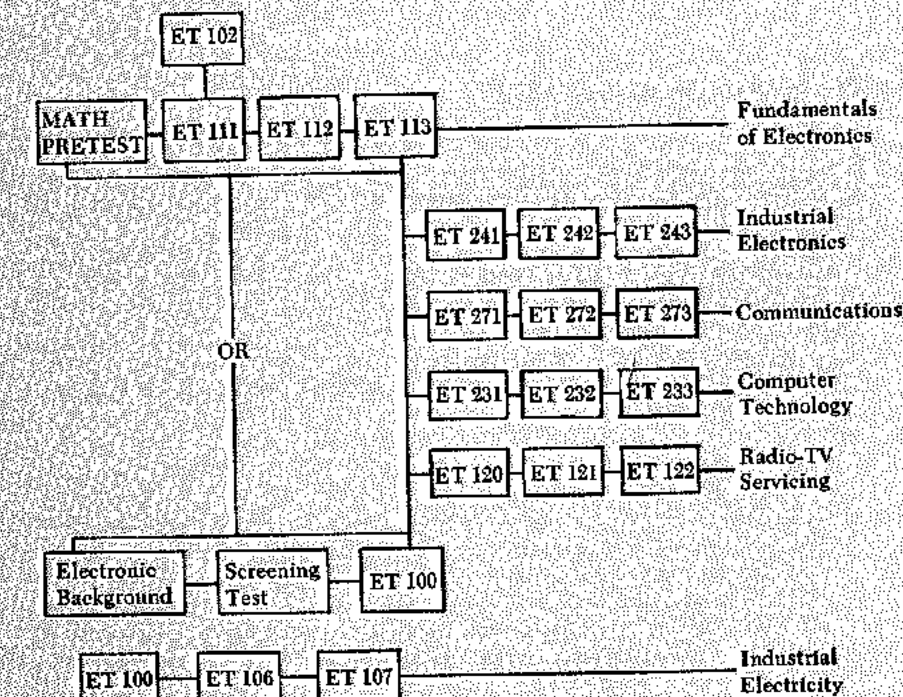 ET 102
MATH
PRETEST
ET 111
ET 112
ET 113
Fundamentals
of Electronics
ET 241
ET 242
ET 243
Industrial
Electronics
ET 271
ET 272
ET 273
Communications
OR
ET 231
ET 232
ET 233
Computer
Technology
ET 120
ET 121
ET 122
Radio-TV
Servicing
Electronic
Background
Screening
Test
ET 100
ET 100
ET 106
ET 107
Industrial
Electricity